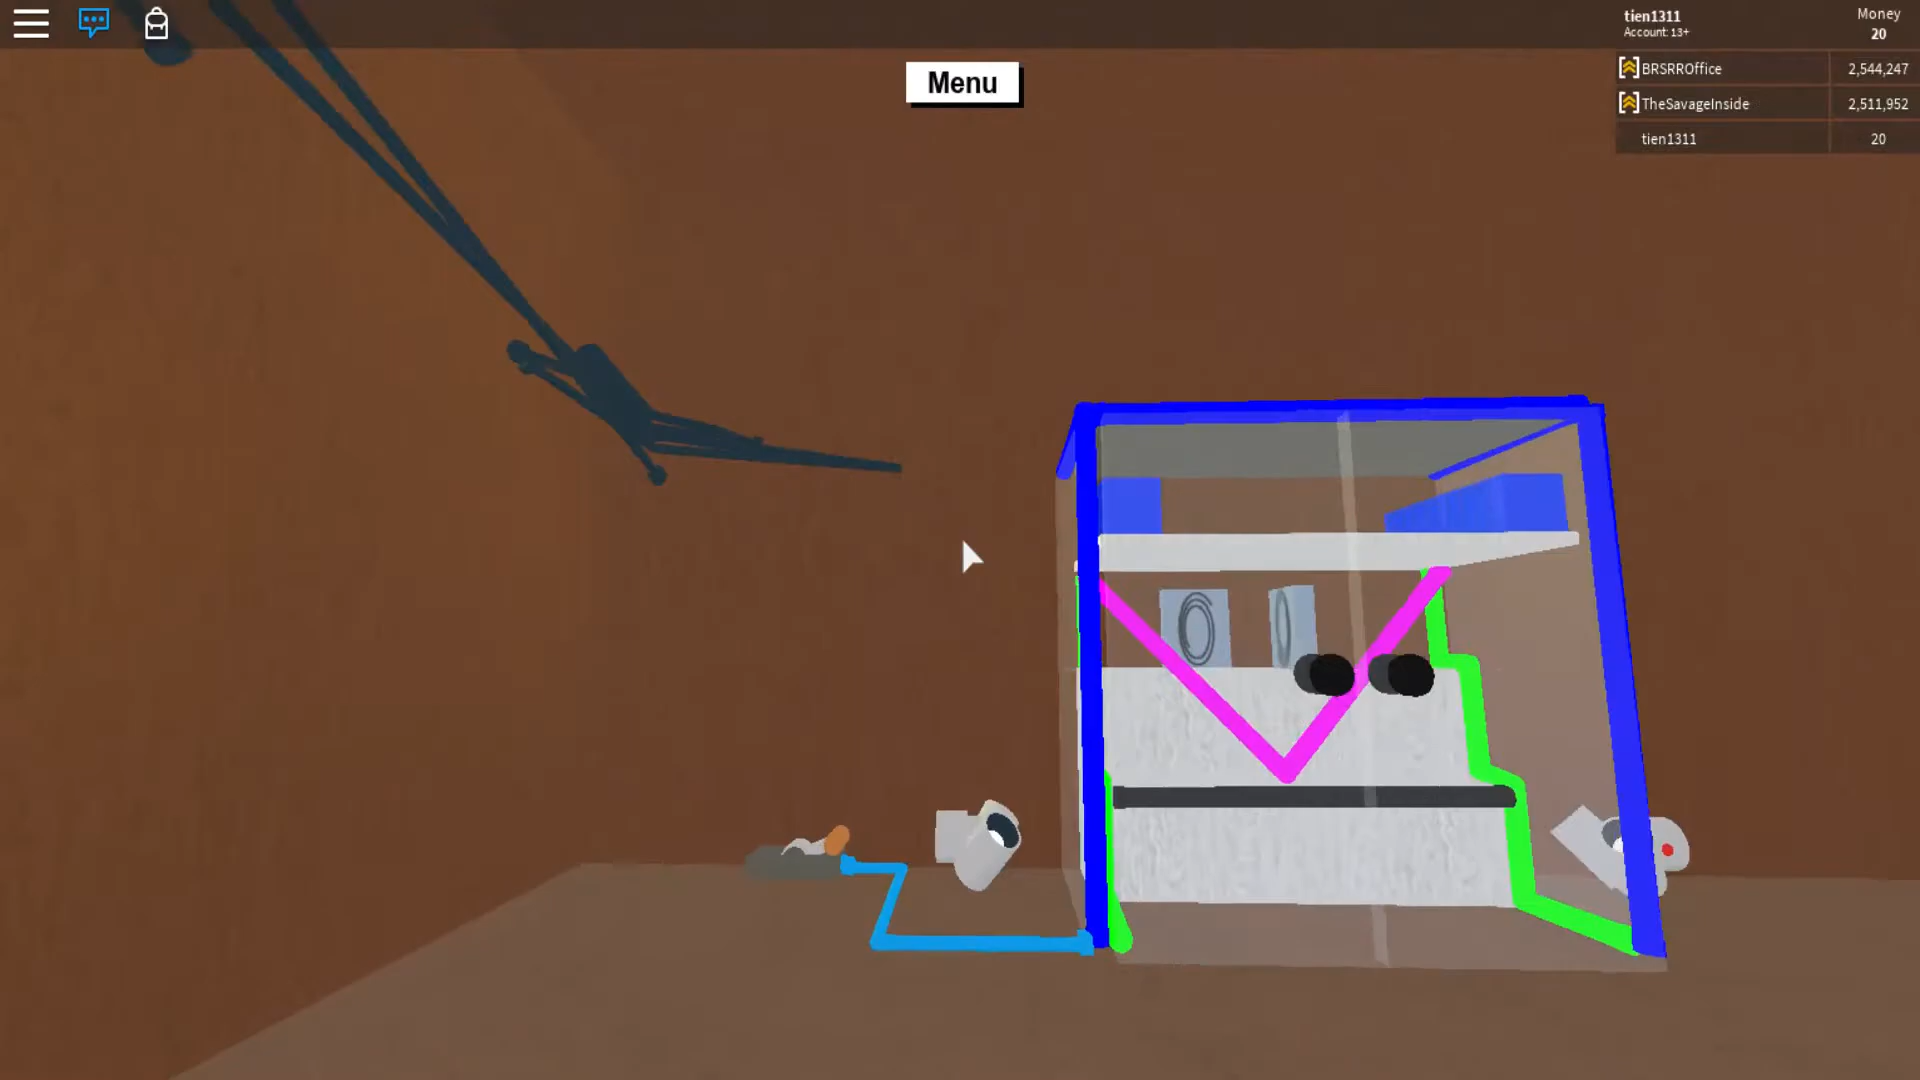 tien1311
Account: 13+
Money
20
Menu
BRSRROffice 2,544,247
TheSavageInside 2,511,952
tien1311 20